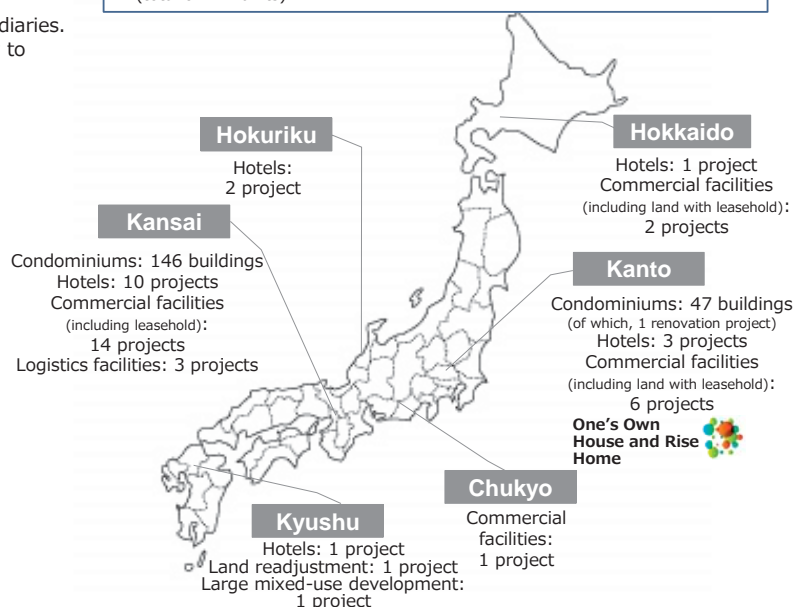 diaries.
to
Hokuriku
Hotels:
2 project
Hokkaido
Hotels: 1 project
Commercial facilities
(including land with leasehold):
2 projects
Kansai
Condominiums: 146 buildings
Hotels: 10 projects
Commercial facilities
(including leasehold):
14 projects
Logistics facilities: 3 projects
Kanto
Condominiums: 47 buildings
(of which, 1 renovation project)
Hotels: 3 projects
Commercial facilities
(including land with leasehold):
6 projects
One's Own
House and Rise
Home
Chukyo
Commercial
facilities:
1 project
Kyushu
Hotels: 1 project
Land readjustment: 1 project
Large mixed-use development:
1 project